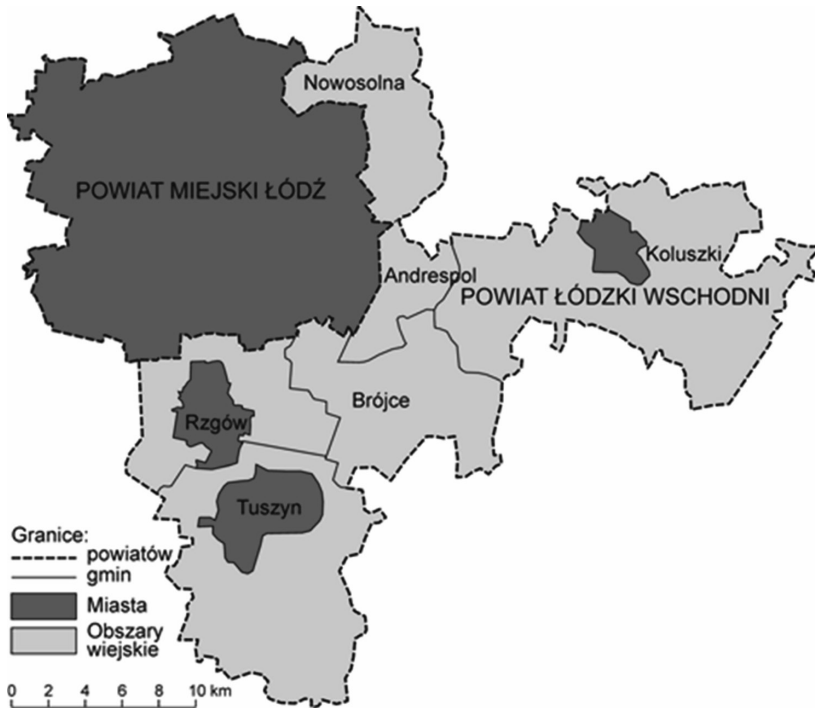 Nowosolna
POWIAT MIEJSKI ŁÓDŹ
Koluszki
Andrespol
POWIAT ŁÓDZKI WSCHODNI
Brójce
Rzgów
Tuszyn
Granice:
powiatów
gmin
Miasta
Obszary
wiejskie
0 2 4 6 8 10 km